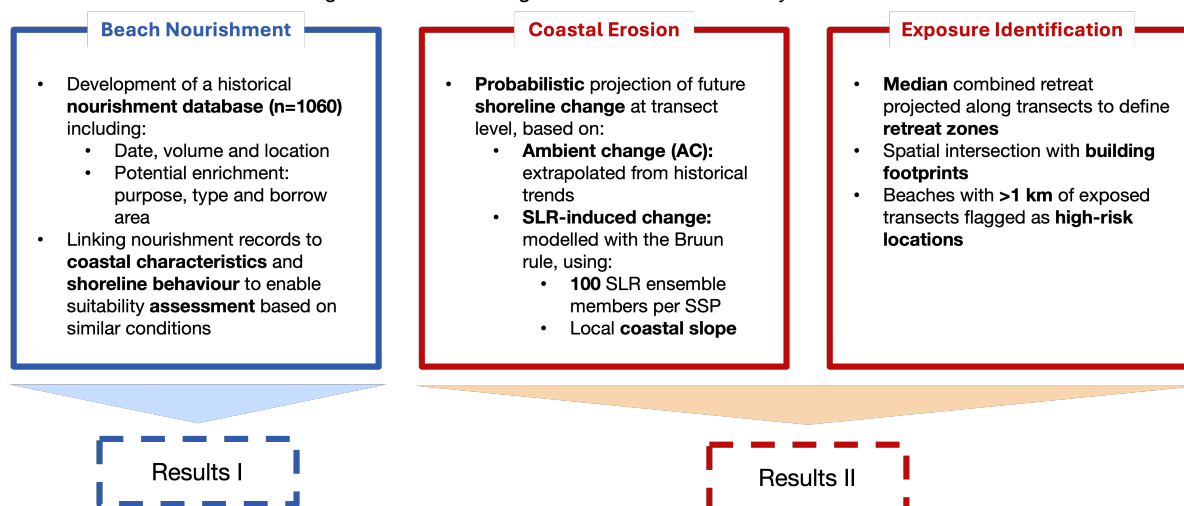 Beach Nourishment
• Development of a historical
nourishment database (n=1060)
including:
• Date, volume and location
• Potential enrichment:
purpose, type and borrow
area
• Linking nourishment records to
coastal characteristics and
shoreline behaviour to enable
suitability assessment based on
similar conditions
Coastal Erosion
• Probabilistic projection of future
shoreline change at transect
level, based on:
• Ambient change (AC):
extrapolated from historical
trends
• SLR-induced change:
modelled with the Bruun
rule, using:
• 100 SLR ensemble
members per SSP
• Local coastal slope
Exposure Identification
• Median combined retreat
projected along transects to define
retreat zones
• Spatial intersection with building
footprints
• Beaches with >1 km of exposed
transects flagged as high-risk
locations
Results I
Results II